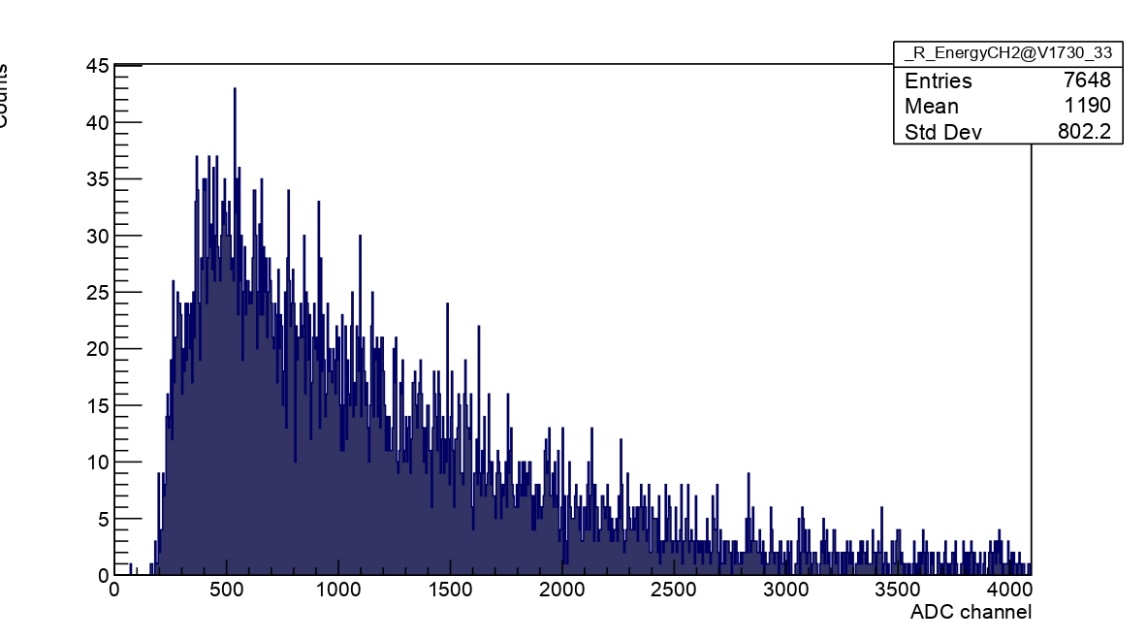 _R_EnergyCH2@V1730_33
Entries 7648
Mean 1190
Std Dev 802.2
Counts
45
40
35
30
25
20
15
10
5
0
0 500 1000 1500 2000 2500 3000 3500 4000
ADC channel